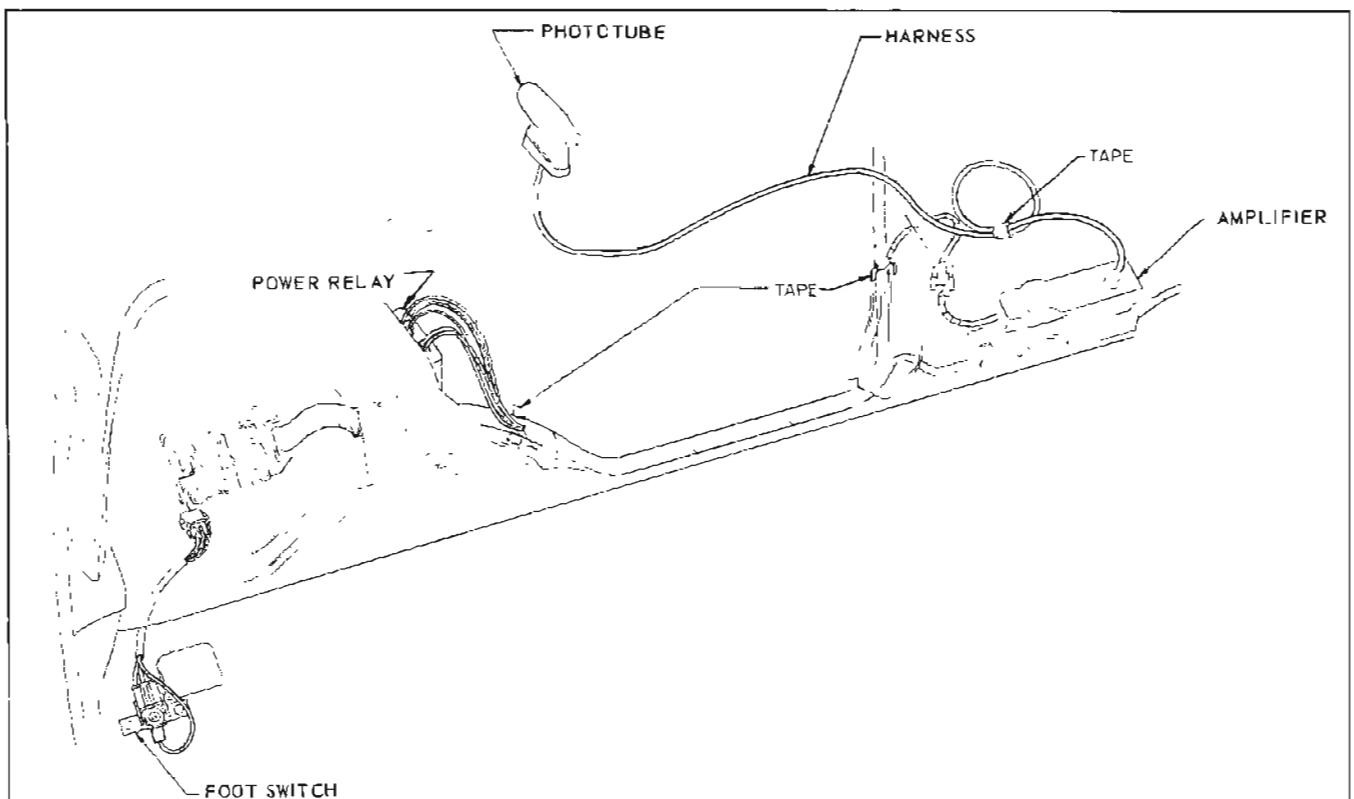 PHOTOTUBE
HARNESS
TAPE
AMPLIFIER
POWER RELAY
TAPE
FOOT SWITCH